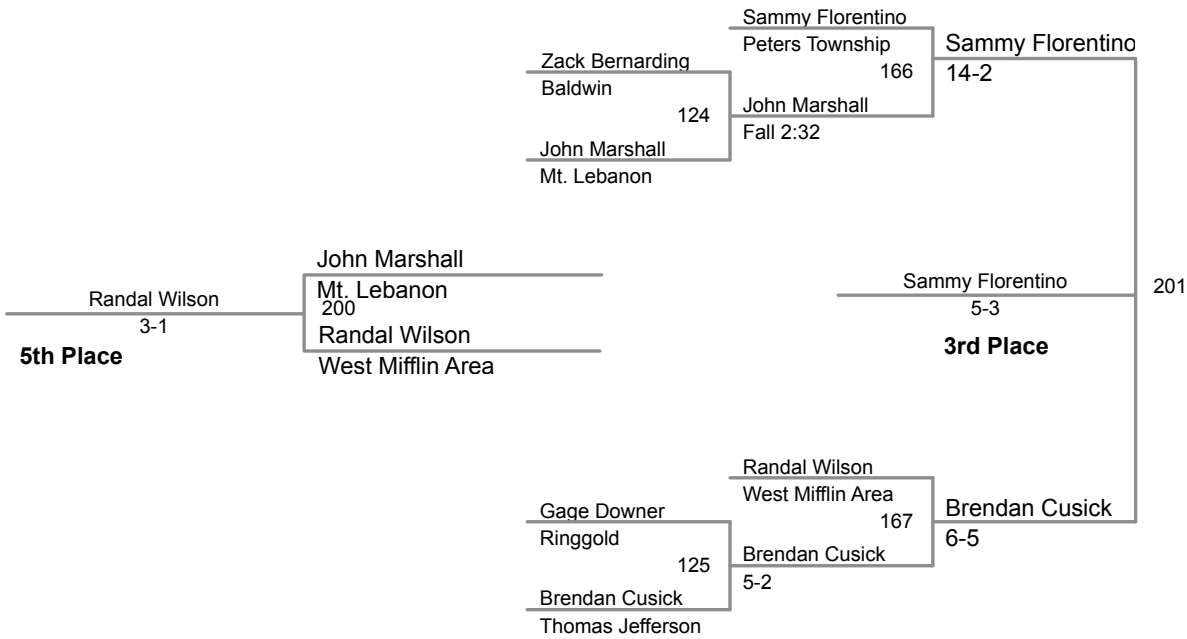 Sammy Florentino
Peters Township
166
Sammy Florentino
14-2
Zack Bernarding
Baldwin
124
John Marshall
Fall 2:32
John Marshall
Mt. Lebanon
John Marshall
Mt. Lebanon
200
Randal Wilson
3-1
5th Place
Randal Wilson
West Mifflin Area
Sammy Florentino
5-3
3rd Place
201
Randal Wilson
West Mifflin Area
167
Brendan Cusick
6-5
Gage Downer
Ringgold
125
Brendan Cusick
5-2
Brendan Cusick
Thomas Jefferson